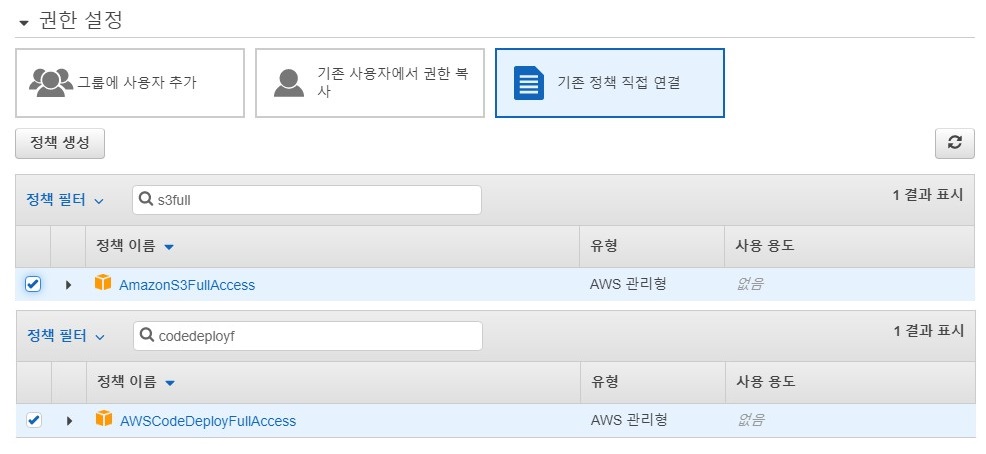 권한 설정
그룹에 사용자 추가
기존 사용자에서 권한 복
사
기존 정책 직접 연결
정책 생성
정책 필터
s3full
1 결과 표시
정책 이름
유형
사용 용도
AmazonS3FullAccess
AWS 관리형
없음
정책 필터
codedeployf
1 결과 표시
정책 이름
유형
사용 용도
AWSCodeDeployFullAccess
AWS 관리형
없음